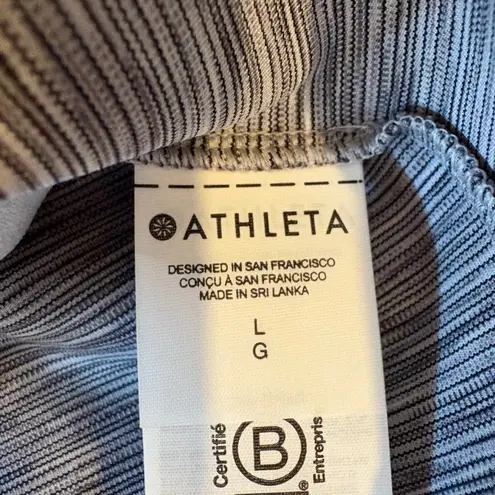 ATHLETA
DESIGNED IN SAN FRANCISCO
CONÇU À SAN FRANCISCO
MADE IN SRI LANKA
L
G
Certifié
B
®
Entrepris